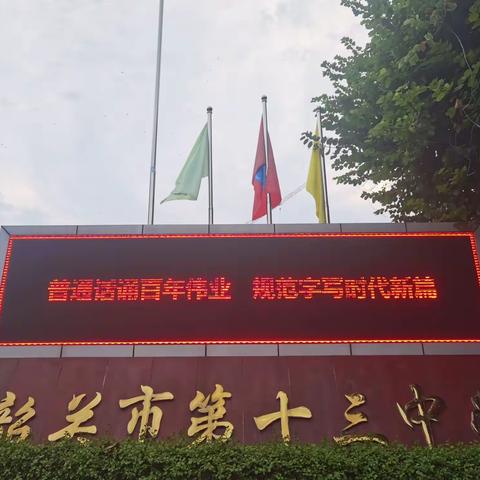 普通话诵百年伟业 规范字写时代新篇
韶关市第十三中